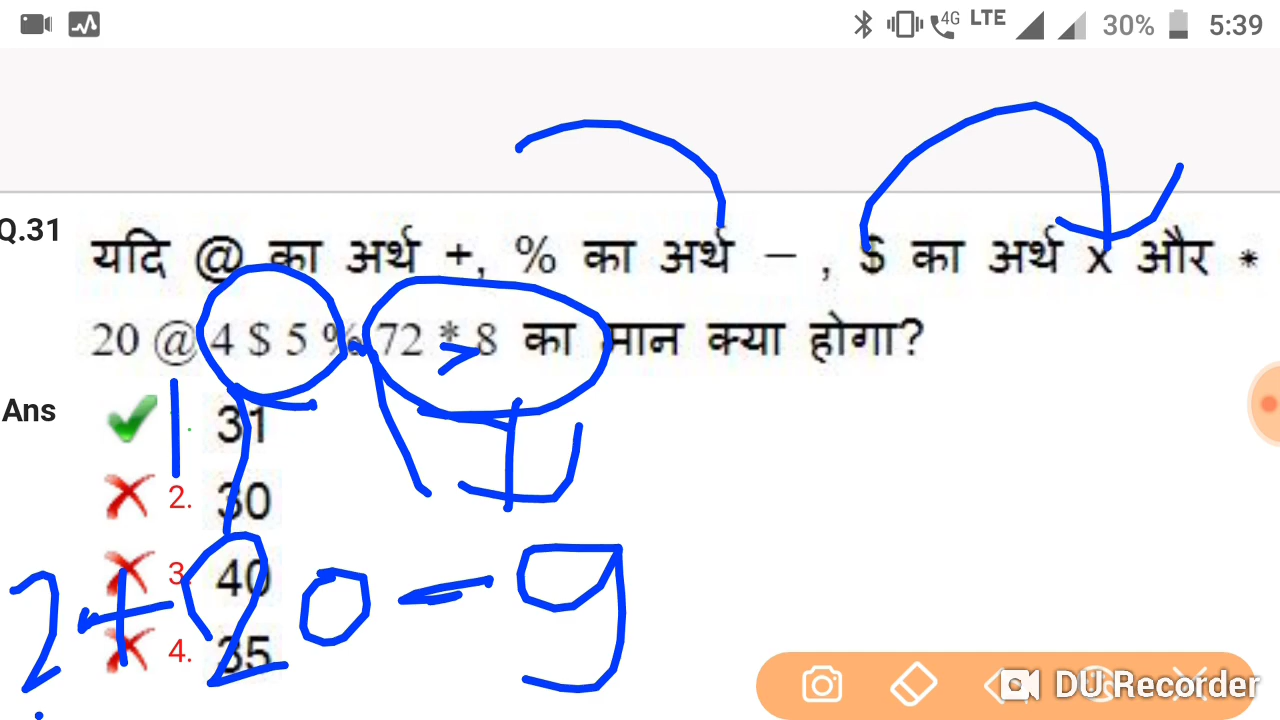 4G LTE 30% 5:39
Q.31 यदि @ का अर्थ +, % का अर्थ – , $ का अर्थ x और *
20 @ 4 $ 5 % 72 * 8 का मान क्या होगा?
Ans 1. 31
2. 30
3. 40
4. 35
2 + 20 - 9
DU Recorder